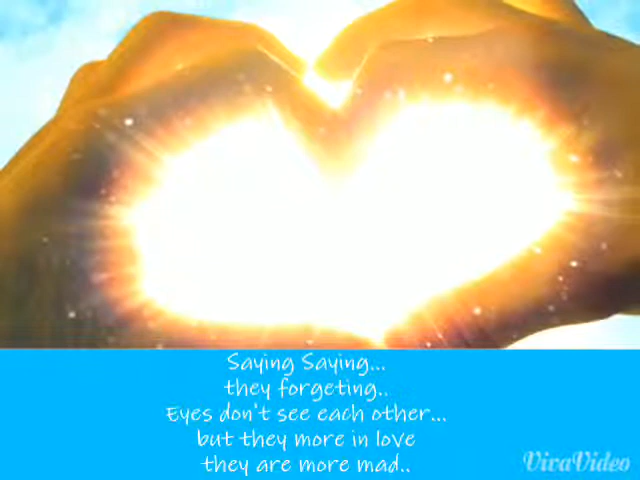 Saying Saying...
they forgeting..
Eyes don't see each other...
but they more in love
they are more mad..
VivaVideo